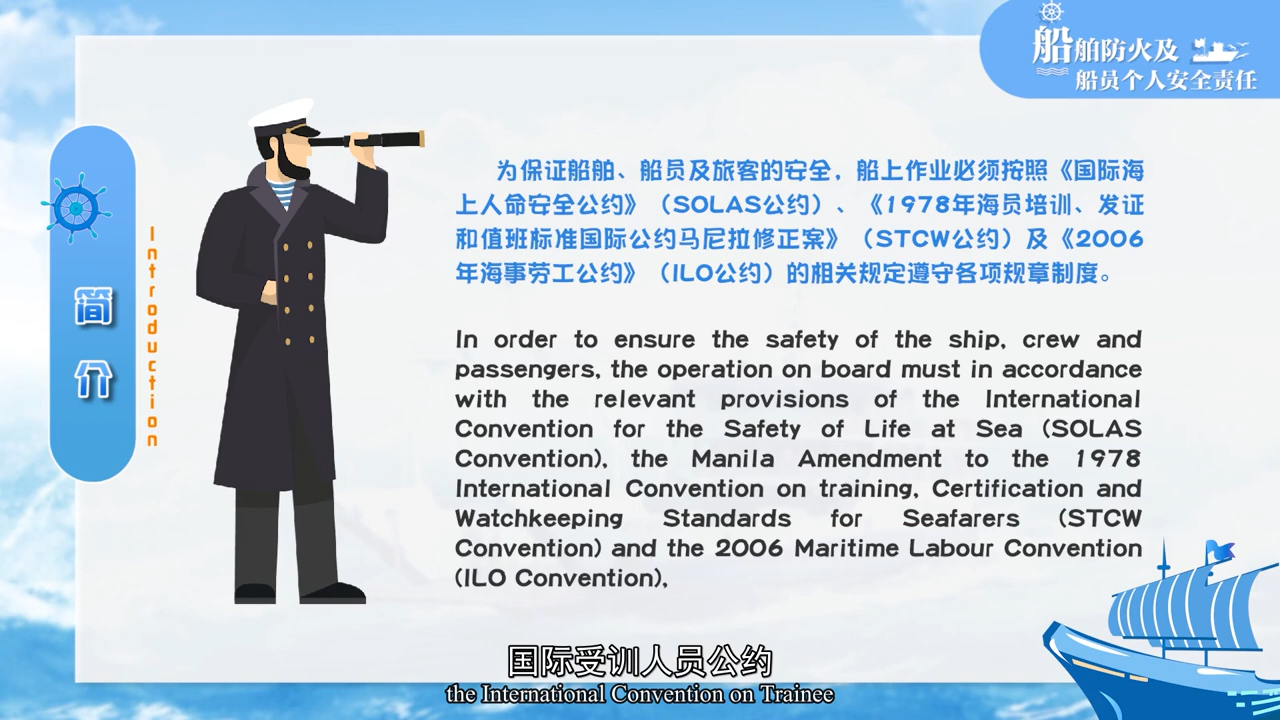 船舶防火及
船员个人安全责任
简介
Introduction
为保证船舶、船员及旅客的安全，船上作业必须按照《国际海
上人命安全公约》（SOLAS公约）、《1978年海员培训、发证
和值班标准国际公约马尼拉修正案》（STCW公约）及《2006
年海事劳工公约》（ILO公约）的相关规定遵守各项规章制度。
In order to ensure the safety of the ship, crew and
passengers, the operation on board must in accordance
with the relevant provisions of the International
Convention for the Safety of Life at Sea (SOLAS
Convention), the Manila Amendment to the 1978
International Convention on training, Certification and
Watchkeeping Standards for Seafarers (STCW
Convention) and the 2006 Maritime Labour Convention
(ILO Convention),
国际受训人员公约
the International Convention on Trainee